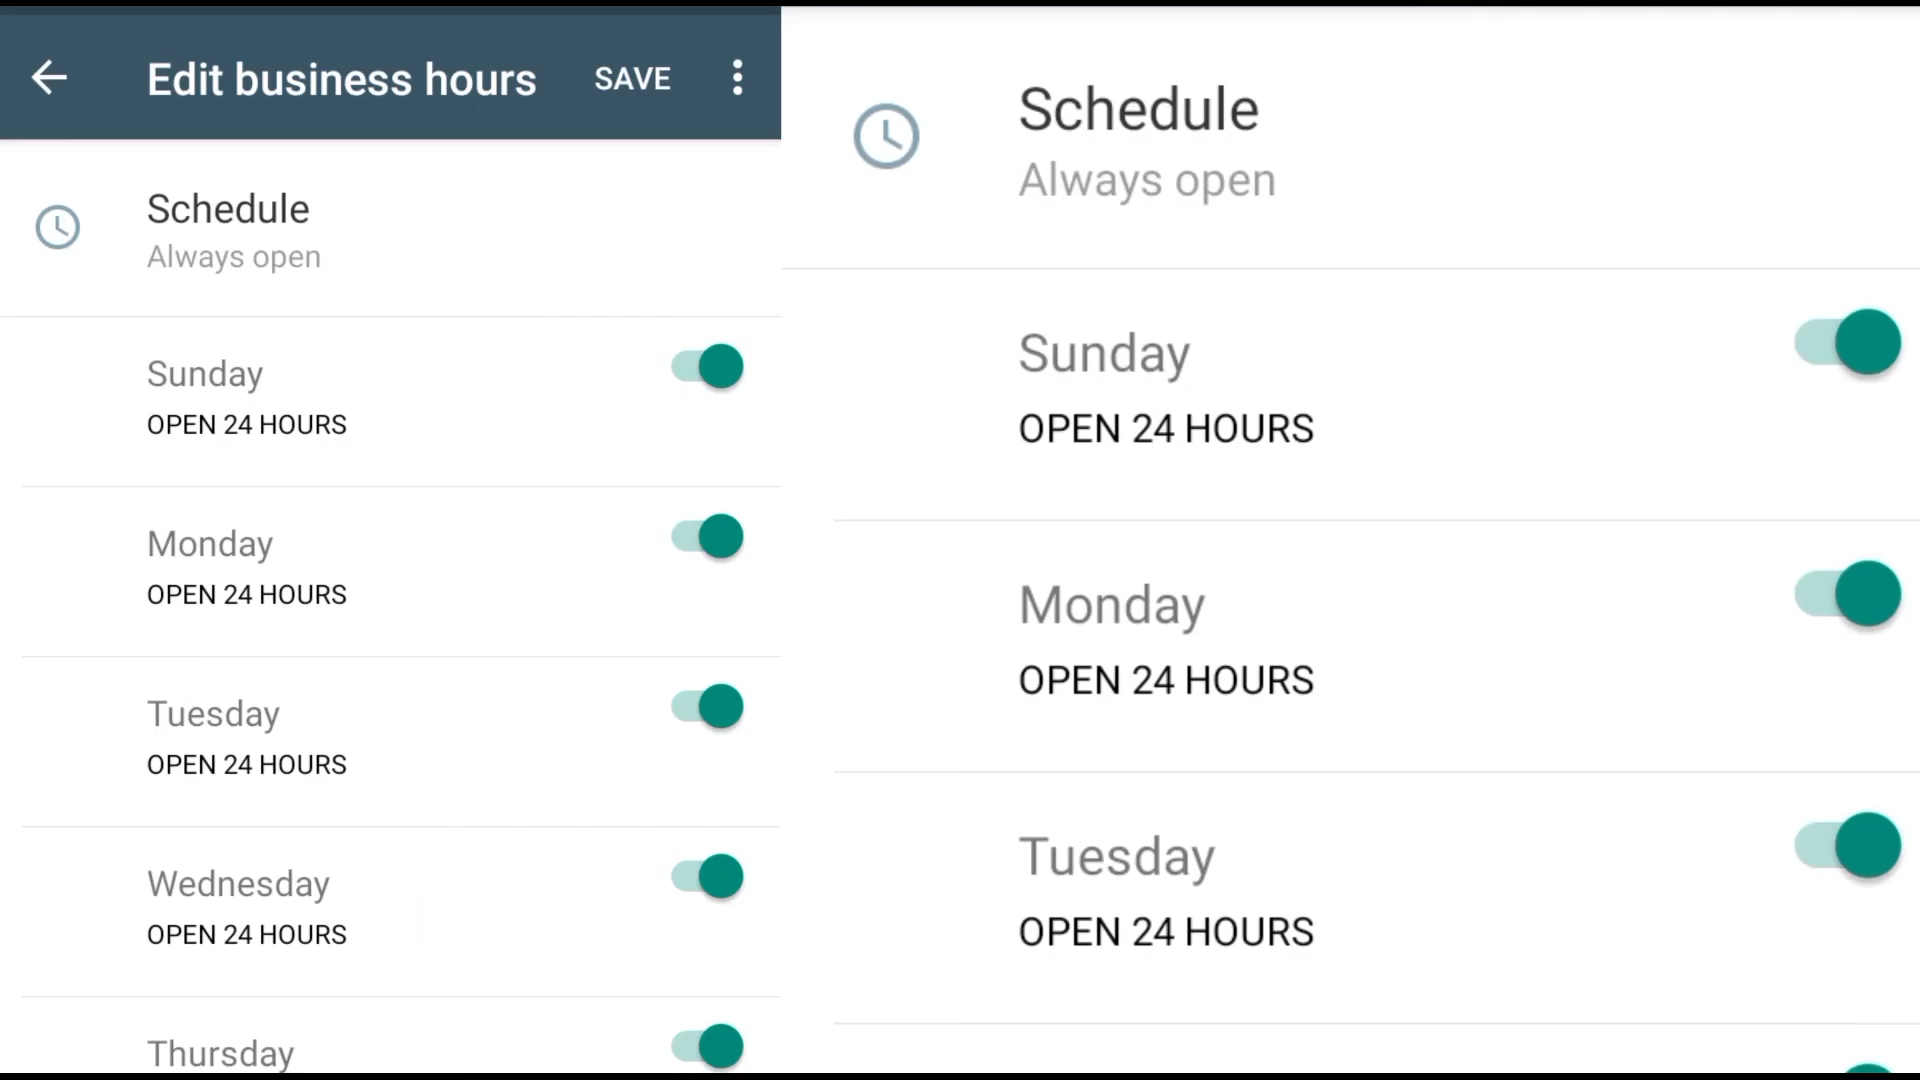 Edit business hours
SAVE
Schedule
Always open
Sunday
OPEN 24 HOURS
Monday
OPEN 24 HOURS
Tuesday
OPEN 24 HOURS
Wednesday
OPEN 24 HOURS
Thursday
Schedule
Always open
Sunday
OPEN 24 HOURS
Monday
OPEN 24 HOURS
Tuesday
OPEN 24 HOURS